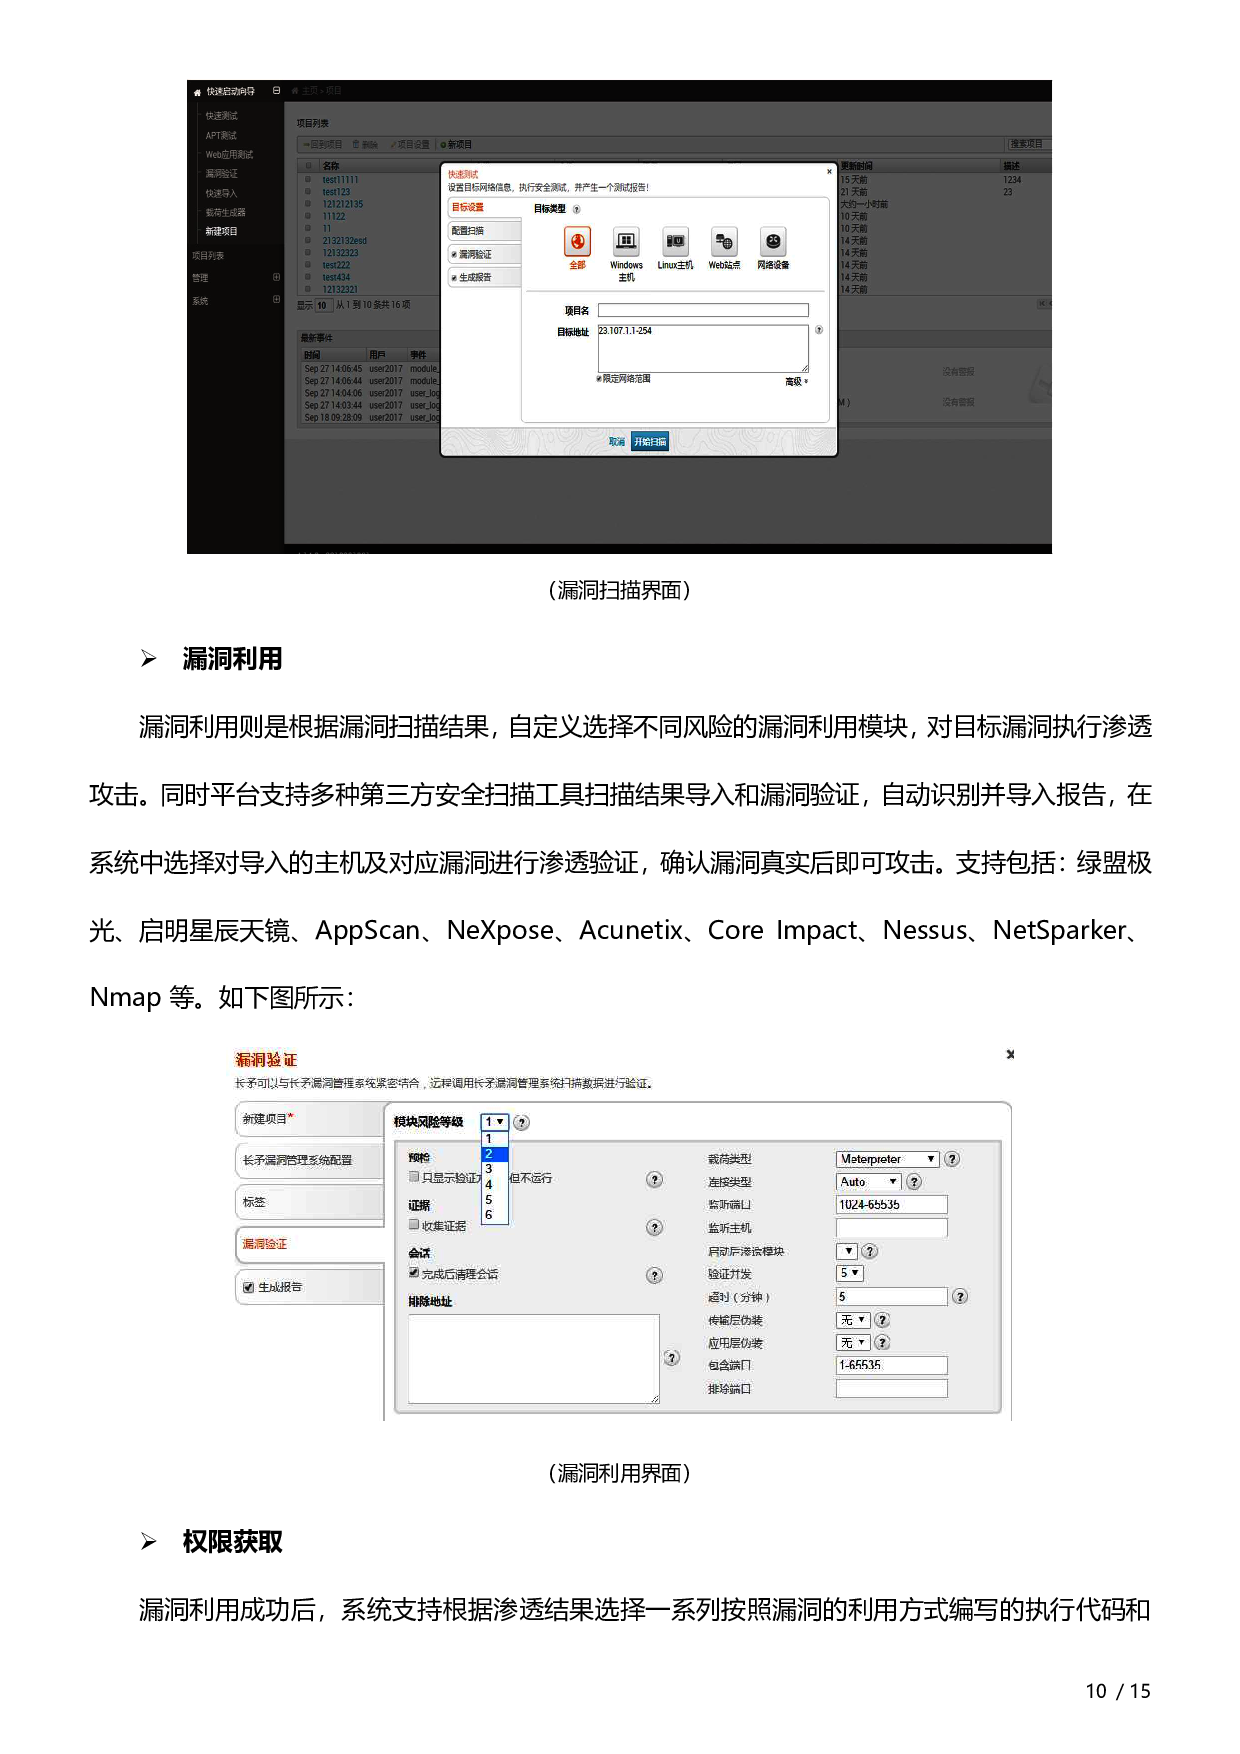 快速启动向导
主页 › 项目
快速测试
APT测试
Web应用测试
漏洞验证
快速导入
载荷生成器
新建项目
项目列表
管理
系统
项目列表
回到项目 删除 项目设置 新项目 搜索项目
名称 更新时间 描述
test11111 15 天前 1234
test123 21 天前 23
121212135 大约一小时前
11122 10 天前
11 10 天前
2132132esd 14 天前
12132323 14 天前
test222 14 天前
test434 14 天前
12132321 14 天前
显示 10 从 1 到 10 条共 16 项
最新事件
时间 用户 事件
Sep 27 14:06:45 user2017 module_
Sep 27 14:06:44 user2017 module_
Sep 27 14:04:06 user2017 user_log
Sep 27 14:03:44 user2017 user_log
Sep 18 09:28:09 user2017 user_log
没有警报
M )
没有警报
快速测试
设置目标网络信息，执行安全测试，并产生一个测试报告!
目标设置
配置扫描
漏洞验证
生成报告
目标类型
全部 Windows主机 Linux主机 Web站点 网络设备
项目名
目标地址 23.107.1.1-254
限定网络范围 高级
取消 开始扫描
（漏洞扫描界面）
➢ 漏洞利用
漏洞利用则是根据漏洞扫描结果，自定义选择不同风险的漏洞利用模块，对目标漏洞执行渗透
攻击。同时平台支持多种第三方安全扫描工具扫描结果导入和漏洞验证，自动识别并导入报告，在
系统中选择对导入的主机及对应漏洞进行渗透验证，确认漏洞真实后即可攻击。支持包括：绿盟极
光、启明星辰天镜、AppScan、NeXpose、Acunetix、Core Impact、Nessus、NetSparker、
Nmap 等。如下图所示：
漏洞验证
长矛可以与长矛漏洞管理系统紧密结合，远程调用长矛漏洞管理系统扫描数据进行验证。
新建项目*
长矛漏洞管理系统配置
标签
漏洞验证
生成报告
模块风险等级 1
1
2
3
4
5
6
预检
只显示验证 但不运行
证据
收集证据
会话
完成后清理会话
排除地址
载荷类型 Meterpreter
连接类型 Auto
监听端口 1024-65535
监听主机
启动后渗透模块
验证并发 5
超时（分钟） 5
传输层伪装 无
应用层伪装 无
包含端口 1-65535
排除端口
（漏洞利用界面）
➢ 权限获取
漏洞利用成功后，系统支持根据渗透结果选择一系列按照漏洞的利用方式编写的执行代码和
10 / 15